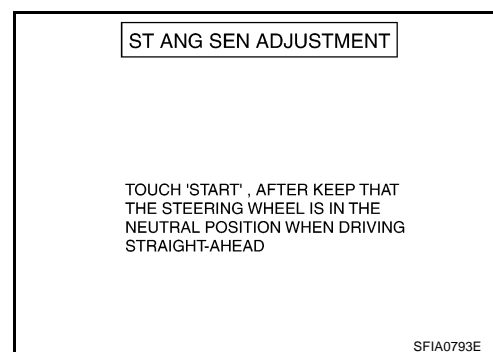 ST ANG SEN ADJUSTMENT
TOUCH 'START' , AFTER KEEP THAT
THE STEERING WHEEL IS IN THE
NEUTRAL POSITION WHEN DRIVING
STRAIGHT-AHEAD
SFIA0793E